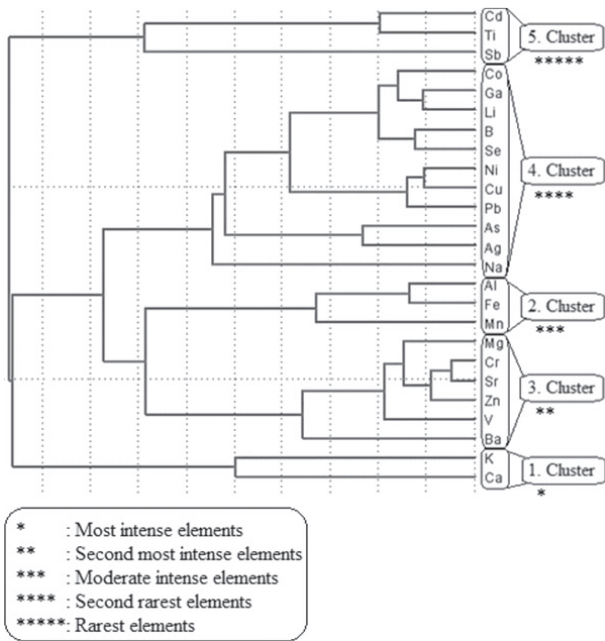 Cd
Ti
Sb
5. Cluster
*****
Co
Ga
Li
B
Se
Ni
Cu
Pb
As
Ag
Na
4. Cluster
****
Al
Fe
Mn
2. Cluster
***
Mg
Cr
Sr
Zn
V
Ba
3. Cluster
**
K
Ca
1. Cluster
*
* : Most intense elements
** : Second most intense elements
*** : Moderate intense elements
**** : Second rarest elements
***** : Rarest elements